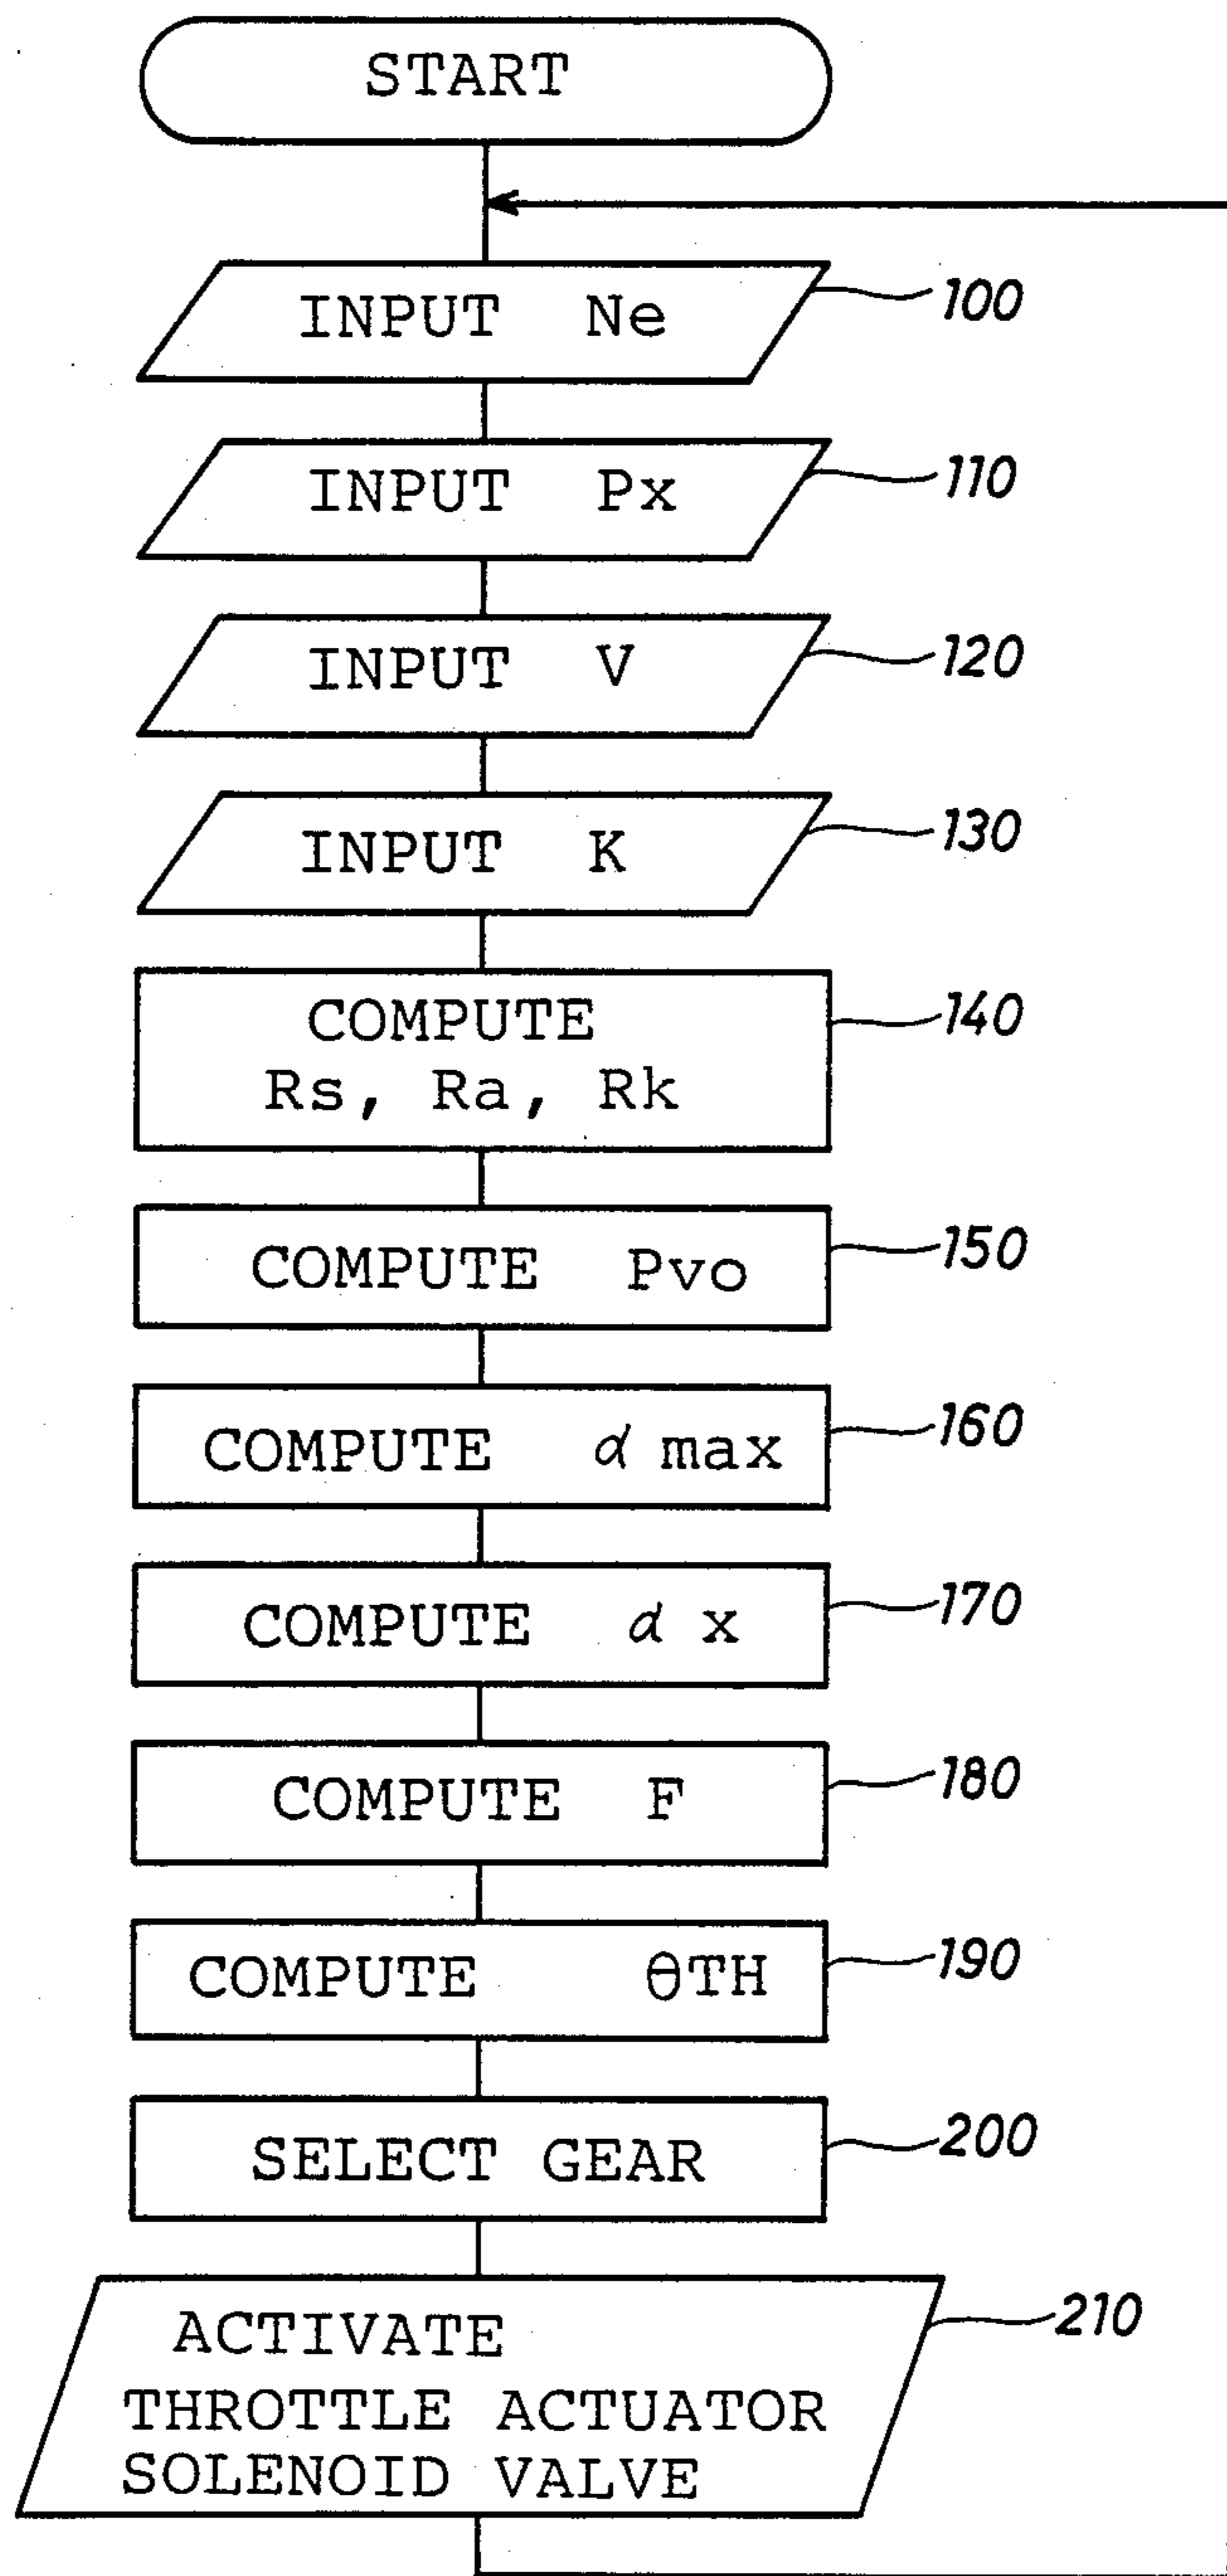 START
INPUT Ne
100
INPUT Px
110
INPUT V
120
INPUT K
130
COMPUTE
140
Rs, Ra, Rk
COMPUTE Pvo
150
COMPUTE α max
160
COMPUTE α x
170
COMPUTE F
180
COMPUTE θTH
190
SELECT GEAR
200
ACTIVATE
210
THROTTLE ACTUATOR
SOLENOID VALVE